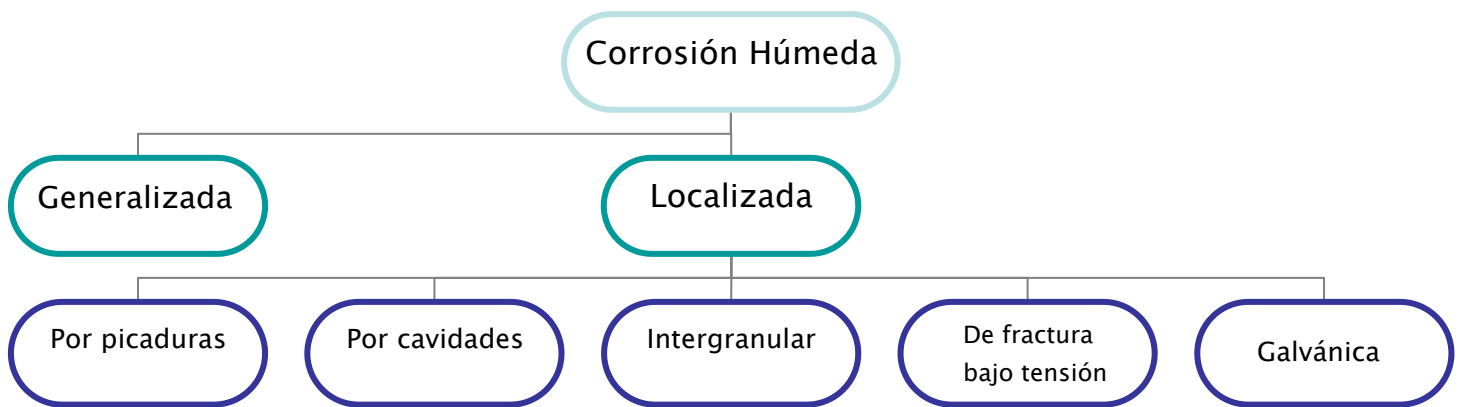 Corrosión Húmeda
Generalizada
Localizada
Por picaduras
Por cavidades
Intergranular
De fractura
bajo tensión
Galvánica